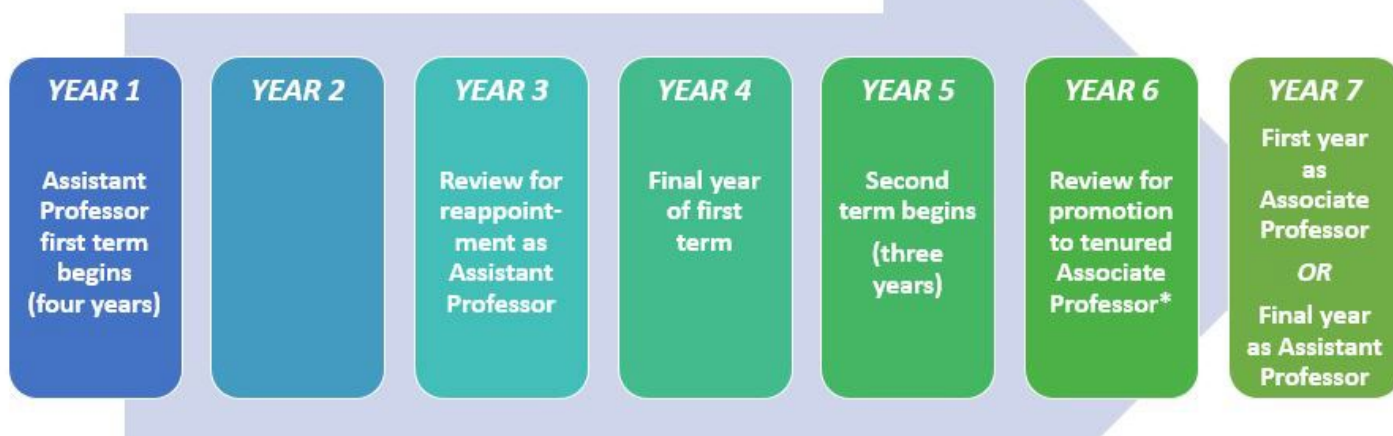 YEAR 1
Assistant
Professor
first term
begins
(four years)
YEAR 2
YEAR 3
Review for
reappoint-
ment as
Assistant
Professor
YEAR 4
Final year
of first
term
YEAR 5
Second
term begins
(three
years)
YEAR 6
Review for
promotion
to tenured
Associate
Professor*
YEAR 7
First year
as
Associate
Professor
OR
Final year
as Assistant
Professor